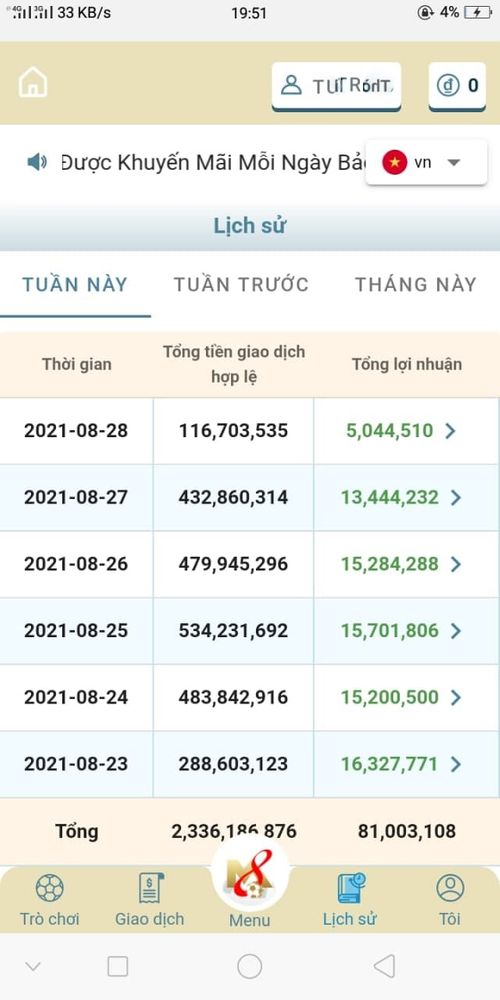 4G 3G 33 KB/s 19:51 4%
0
Được Khuyến Mãi Mỗi Ngày vn
Lịch sử
TUẦN NÀY TUẦN TRƯỚC THÁNG NÀY
Thời gian Tổng tiền giao dịch Tổng lợi nhuận
hợp lệ
2021-08-28 116,703,535 5,044,510
2021-08-27 432,860,314 13,444,232
2021-08-26 479,945,296 15,284,288
2021-08-25 534,231,692 15,701,806
2021-08-24 483,842,916 15,200,500
2021-08-23 288,603,123 16,327,771
Tổng 2,336,186,876 81,003,108
Trò chơi Giao dịch Menu Lịch sử Tôi